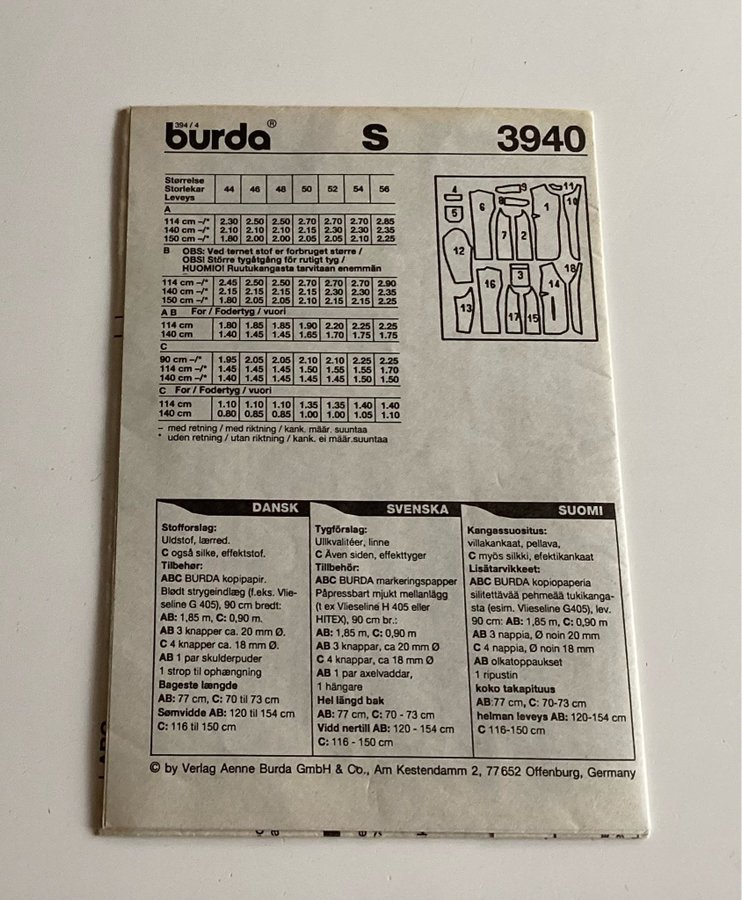 394/4
burda® S 3940
Størrelse
Storlekar
Leveys
44 46 48 50 52 54 56
A
114 cm –/* 2.30 2.50 2.50 2.70 2.70 2.70 2.85
140 cm –/* 2.10 2.10 2.10 2.15 2.30 2.30 2.35
150 cm –/* 1.80 2.00 2.00 2.05 2.05 2.10 2.25
B OBS: Ved ternet stof er forbruget større /
OBS! Större tygåtgång för rutigt tyg /
HUOMIO! Ruutukangasta tarvitaan enemmän
114 cm –/* 2.45 2.50 2.50 2.70 2.70 2.70 2.90
140 cm –/* 2.15 2.15 2.15 2.15 2.30 2.30 2.35
150 cm –/* 1.80 2.05 2.05 2.10 2.15 2.15 2.25
A B For / Fodertyg / vuori
114 cm 1.80 1.85 1.85 1.90 2.20 2.25 2.25
140 cm 1.40 1.45 1.45 1.65 1.70 1.75 1.75
C
90 cm –/* 1.95 2.05 2.05 2.10 2.10 2.25 2.25
114 cm –/* 1.45 1.45 1.45 1.50 1.55 1.55 1.70
140 cm –/* 1.40 1.45 1.45 1.45 1.45 1.50 1.50
C For / Fodertyg / vuori
114 cm 1.10 1.10 1.10 1.35 1.35 1.40 1.40
140 cm 0.80 0.85 0.85 1.00 1.00 1.05 1.10
– med retning / med riktning / kank. määr. suuntaa
* uden retning / utan riktning / kank. ei määr.suuntaa
4 9 11
5 6 8 1 10
7 2
12
3 18
16 14
13 17 15
DANSK
Stofforslag:
Uldstof, lærred.
C også silke, effektstof.
Tilbehør:
ABC BURDA kopipapir.
Blødt strygeindlæg (f.eks. Vlie-
seline G 405), 90 cm bredt:
AB: 1,85 m, C: 0,90 m.
AB 3 knapper ca. 20 mm Ø.
C 4 knapper ca. 18 mm Ø.
AB 1 par skulderpuder
1 strop til ophængning
Bageste længde
AB: 77 cm, C: 70 til 73 cm
Sømvidde AB: 120 til 154 cm
C: 116 til 150 cm
SVENSKA
Tygförslag:
Ullkvalitéer, linne
C Även siden, effekttyger
Tillbehör:
ABC BURDA markeringspapper
Påpressbart mjukt mellanlägg
(t ex Vlieseline H 405 eller
HITEX), 90 cm br.:
AB: 1,85 m, C: 0,90 m
AB 3 knappar, ca 20 mm Ø
C 4 knappar, ca 18 mm Ø
AB 1 par axelvaddar,
1 hängare
Hel längd bak
AB: 77 cm, C: 70 - 73 cm
Vidd nertill AB: 120 - 154 cm
C: 116 - 150 cm
SUOMI
Kangassuositus:
villakankaat, pellava,
C myös silkki, efektikankaat
Lisätarvikkeet:
ABC BURDA kopiopaperia
silitettävää pehmeää tukikanga-
sta (esim. Vlieseline G405), lev.
90 cm: AB: 1,85 m, C: 0,90 m
AB 3 nappia, Ø noin 20 mm
C 4 nappia, Ø noin 18 mm
AB olkatoppaukset
1 ripustin
koko takapituus
AB:77 cm, C: 70-73 cm
helman leveys AB: 120-154 cm
C 116-150 cm
© by Verlag Aenne Burda GmbH & Co., Am Kestendamm 2, 77652 Offenburg, Germany